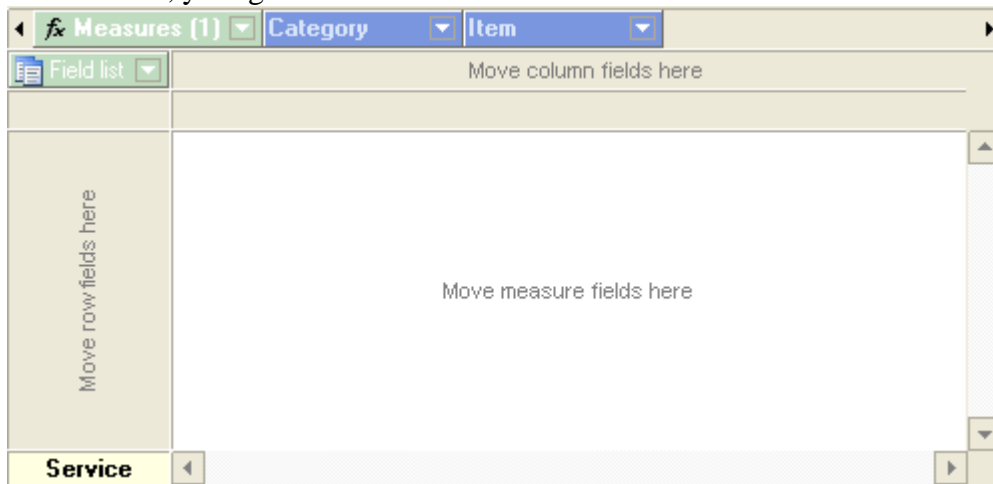 fx Measures (1) Category Item
Field list Move column fields here
Move row fields here
Move measure fields here
Service